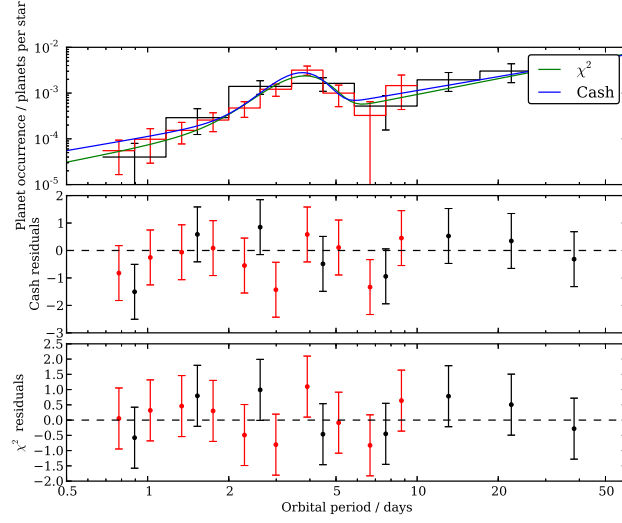 Planet occurrence / planets per star
10⁻²
10⁻³
10⁻⁴
10⁻⁵
χ²
Cash
Cash residuals
2
1
0
−1
−2
−3
χ² residuals
2.5
2.0
1.5
1.0
0.5
0.0
−0.5
−1.0
−1.5
−2.0
0.5 1 2 5 10 20 50
Orbital period / days